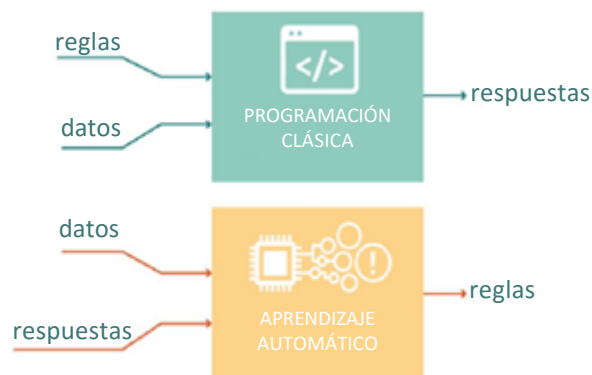 reglas
datos
</>
PROGRAMACIÓN
CLÁSICA
respuestas
datos
respuestas
!
APRENDIZAJE
AUTOMÁTICO
reglas